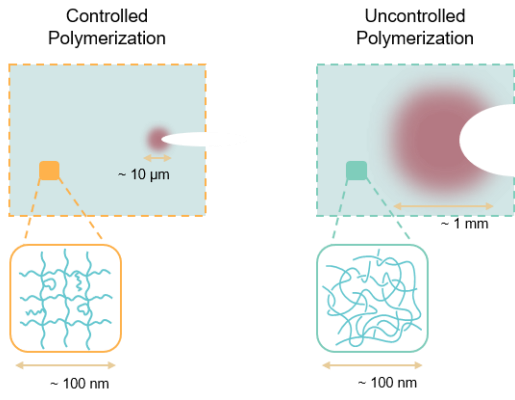 Controlled
Polymerization
Uncontrolled
Polymerization
~ 10 μm
~ 1 mm
~ 100 nm
~ 100 nm